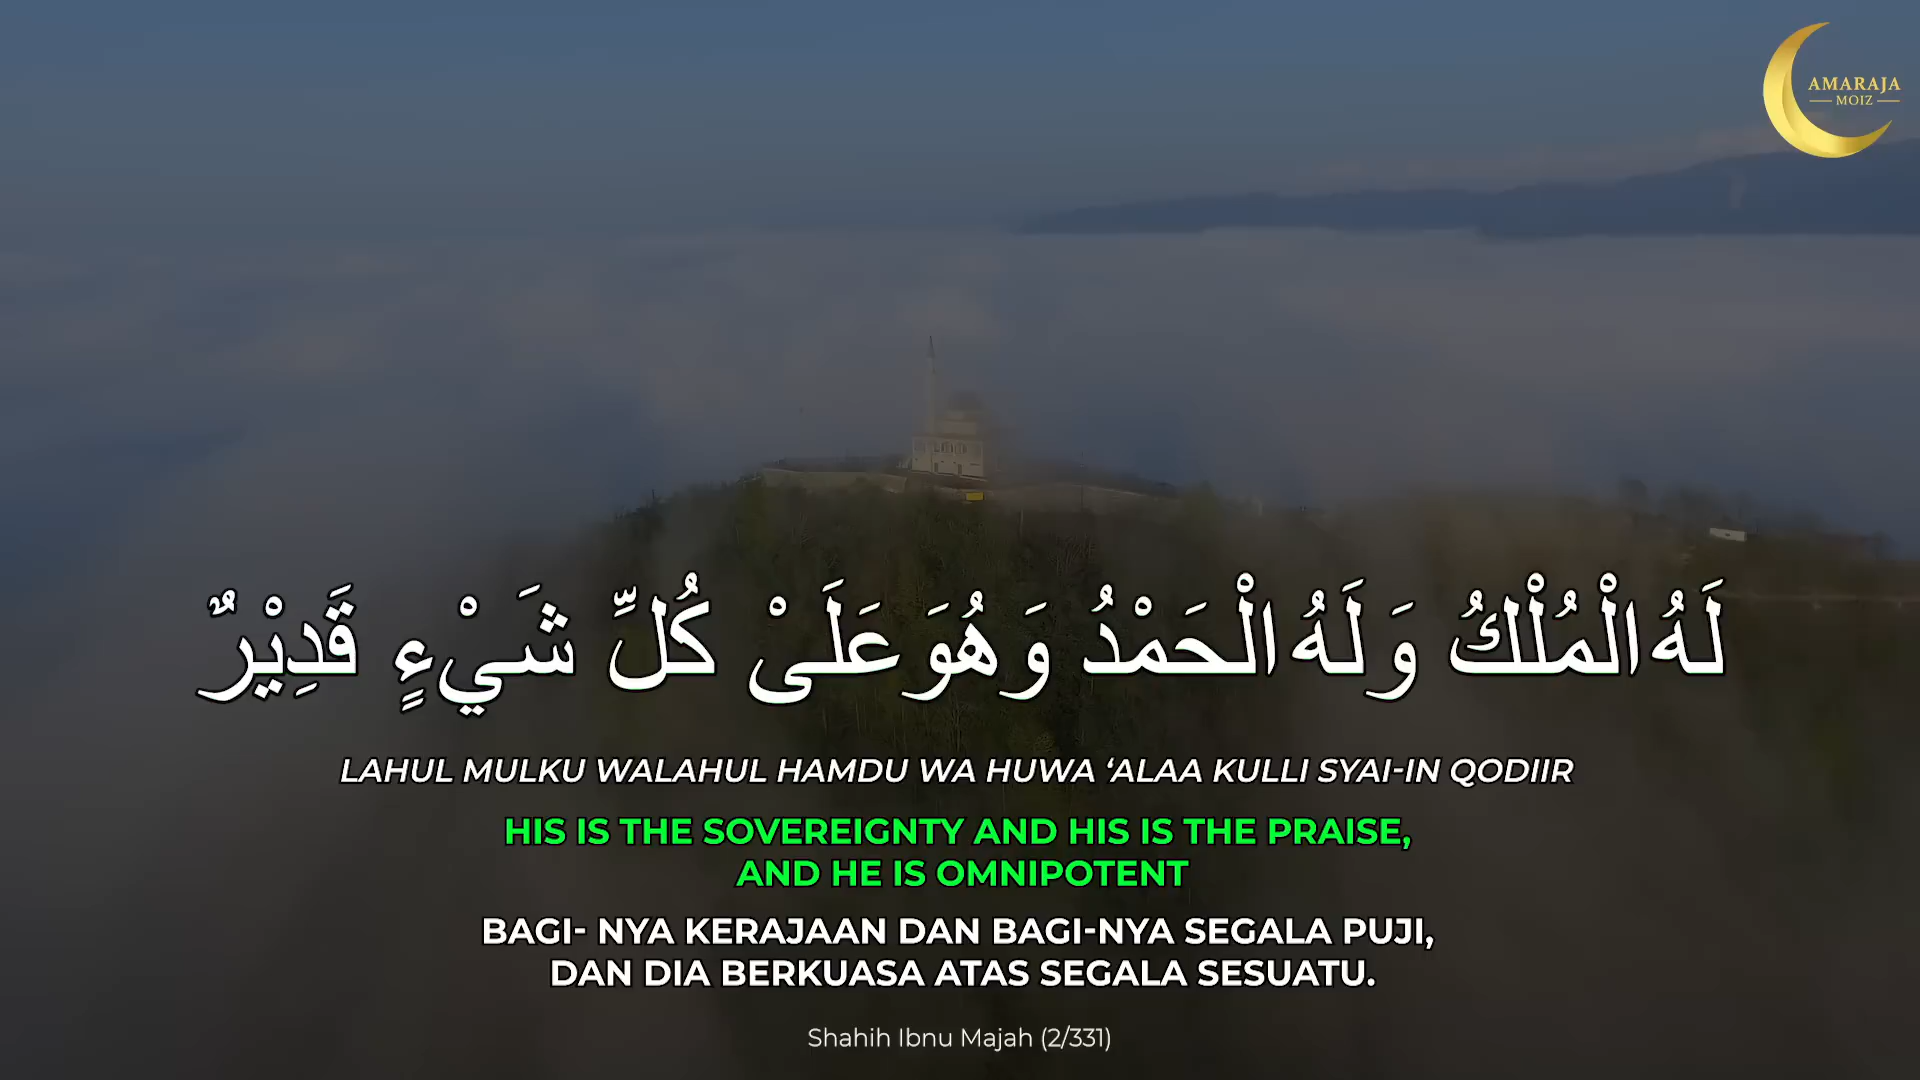 AMARAJA
MOIZ
لَهُ الْمُلْكُ وَلَهُ الْحَمْدُ وَهُوَ عَلَىْ كُلِّ شَيْءٍ قَدِيْرٌ
LAHUL MULKU WALAHUL HAMDU WA HUWA ‘ALAA KULLI SYAI-IN QODIIR
HIS IS THE SOVEREIGNTY AND HIS IS THE PRAISE,
AND HE IS OMNIPOTENT
BAGI- NYA KERAJAAN DAN BAGI-NYA SEGALA PUJI,
DAN DIA BERKUASA ATAS SEGALA SESUATU.
Shahih Ibnu Majah (2/331)